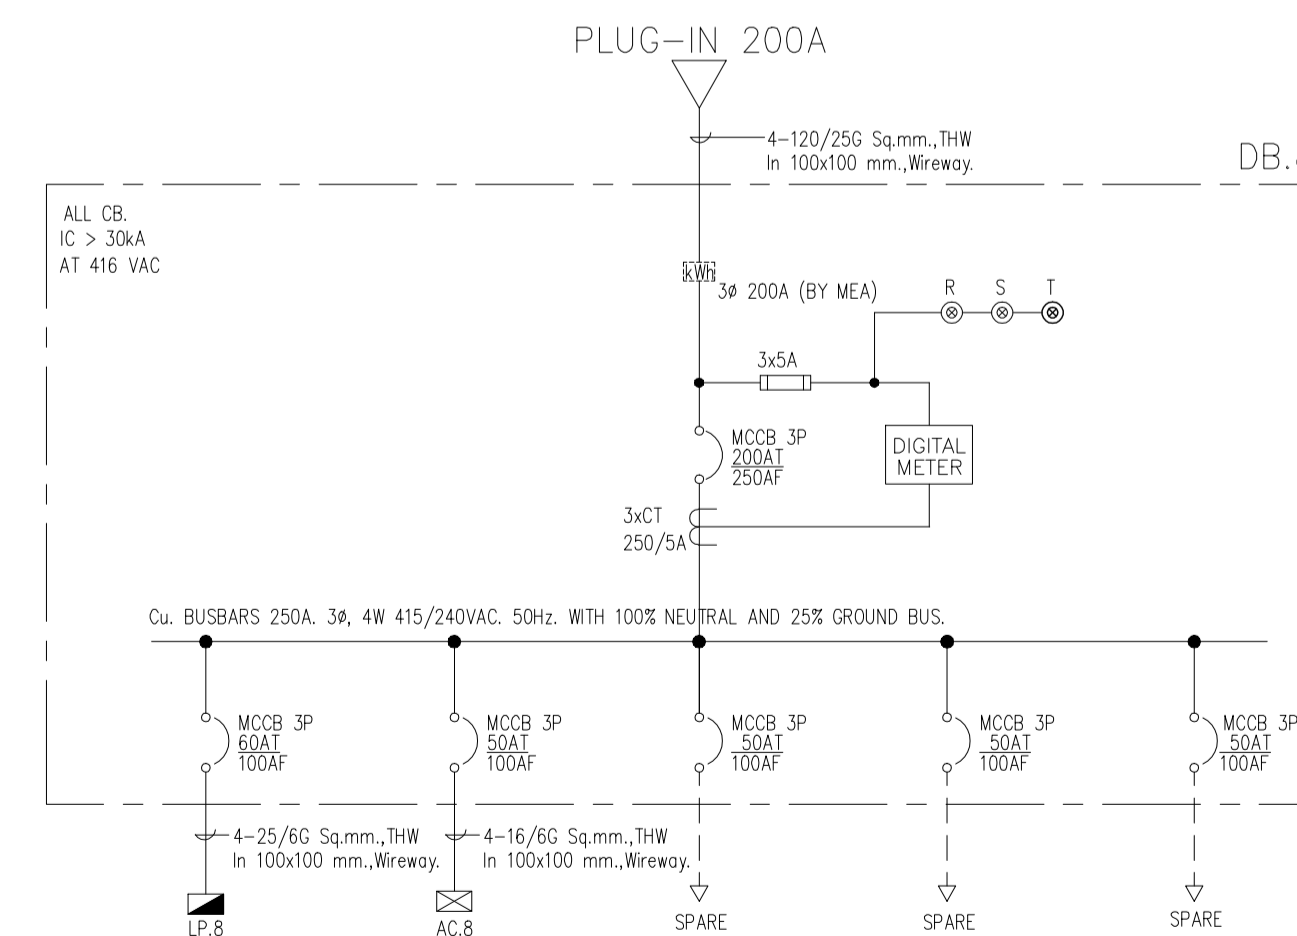 PLUG-IN 200A
4-120/25G Sq.mm.,THW
In 100x100 mm.,Wireway.
DB.
ALL CB.
IC > 30kA
AT 416 VAC
kWh
3ø 200A (BY MEA)
R S T
3x5A
MCCB 3P
200AT
250AF
DIGITAL
METER
3xCT
250/5A
Cu. BUSBARS 250A. 3ø, 4W 415/240VAC. 50Hz. WITH 100% NEUTRAL AND 25% GROUND BUS.
MCCB 3P
60AT
100AF
MCCB 3P
50AT
100AF
MCCB 3P
50AT
100AF
MCCB 3P
50AT
100AF
MCCB 3P
50AT
100AF
4-25/6G Sq.mm.,THW
In 100x100 mm.,Wireway.
4-16/6G Sq.mm.,THW
In 100x100 mm.,Wireway.
LP.8
AC.8
SPARE
SPARE
SPARE